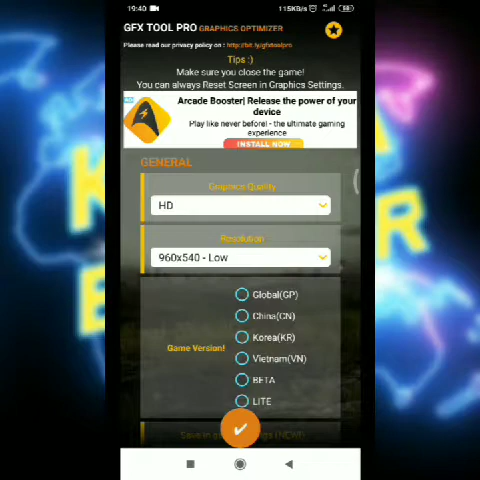 19:40
115KB/s
GFX TOOL PRO GRAPHICS OPTIMIZER
Please read our privacy policy on : http://bit.ly/gfxtoolpro
Tips :)
Make sure you close the game!
You can always Reset Screen in Graphics Settings.
Arcade Booster| Release the power of your
device
Play like never before! - the ultimate gaming
experience
INSTALL NOW
GENERAL
Graphics Quality
HD
Resolution
960x540 - Low
Game Version!
Global(GP)
China(CN)
Korea(KR)
Vietnam(VN)
BETA
LITE